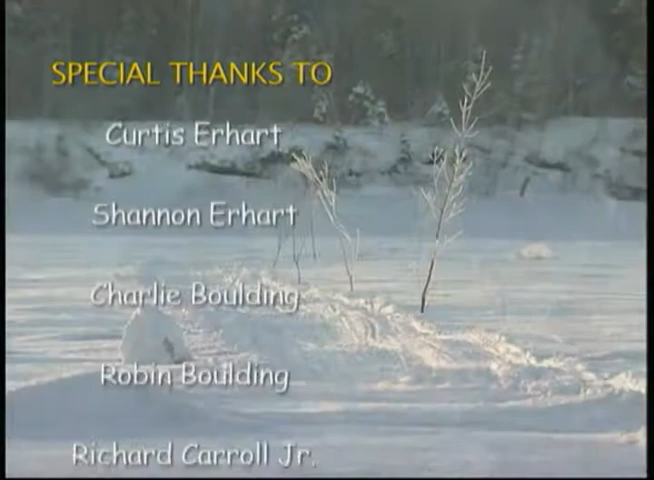 SPECIAL THANKS TO
Curtis Erhart
Shannon Erhart
Charlie Boulding
Robin Boulding
Richard Carroll Jr.